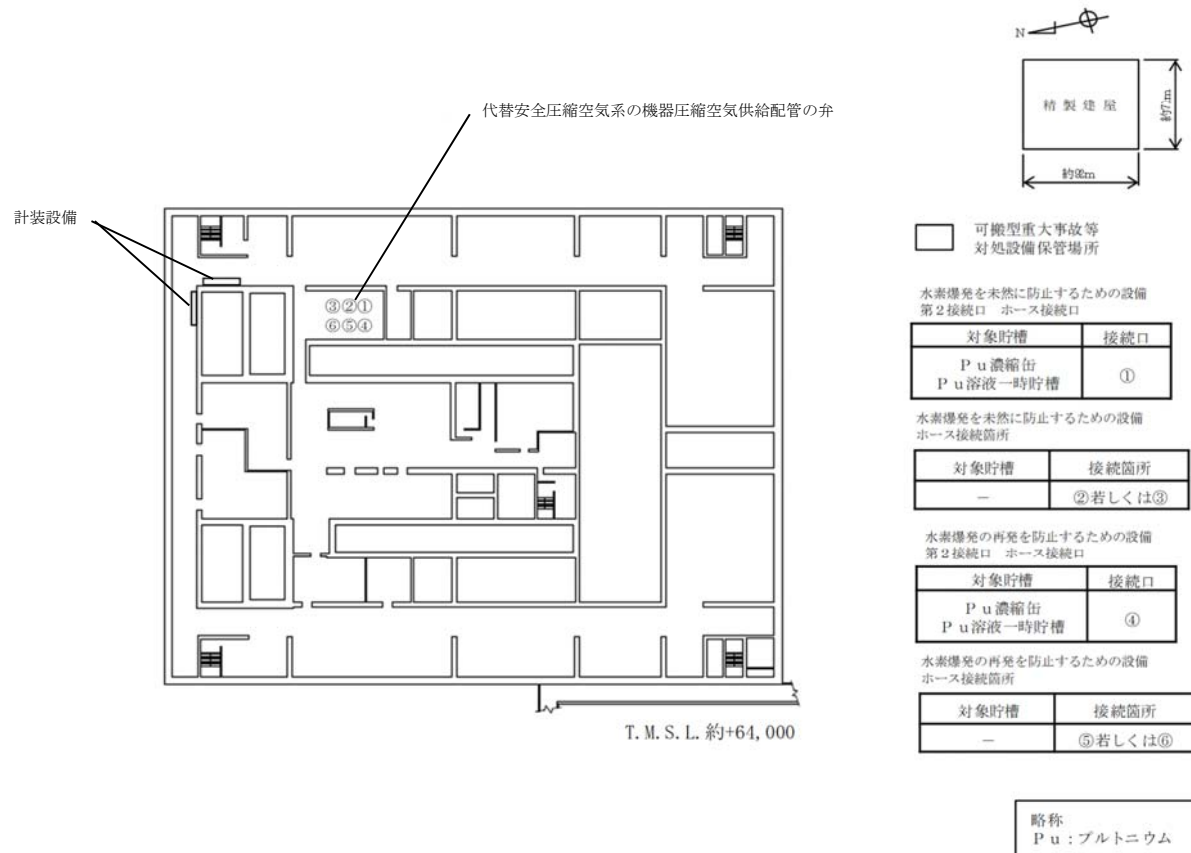 N
精製建屋
約71m
約92m
代替安全圧縮空気系の機器圧縮空気供給配管の弁
計装設備
③②①
⑥⑤④
T.M.S.L.約+64,000
可搬型重大事故等
対処設備保管場所
水素爆発を未然に防止するための設備
第2接続口 ホース接続口
対象貯槽 接続口
Pu濃縮缶
Pu溶液一時貯槽
①
水素爆発を未然に防止するための設備
ホース接続箇所
対象貯槽 接続箇所
－ ②若しくは③
水素爆発の再発を防止するための設備
第2接続口 ホース接続口
対象貯槽 接続口
Pu濃縮缶
Pu溶液一時貯槽
④
水素爆発の再発を防止するための設備
ホース接続箇所
対象貯槽 接続箇所
－ ⑤若しくは⑥
略称
Pu：プルトニウム